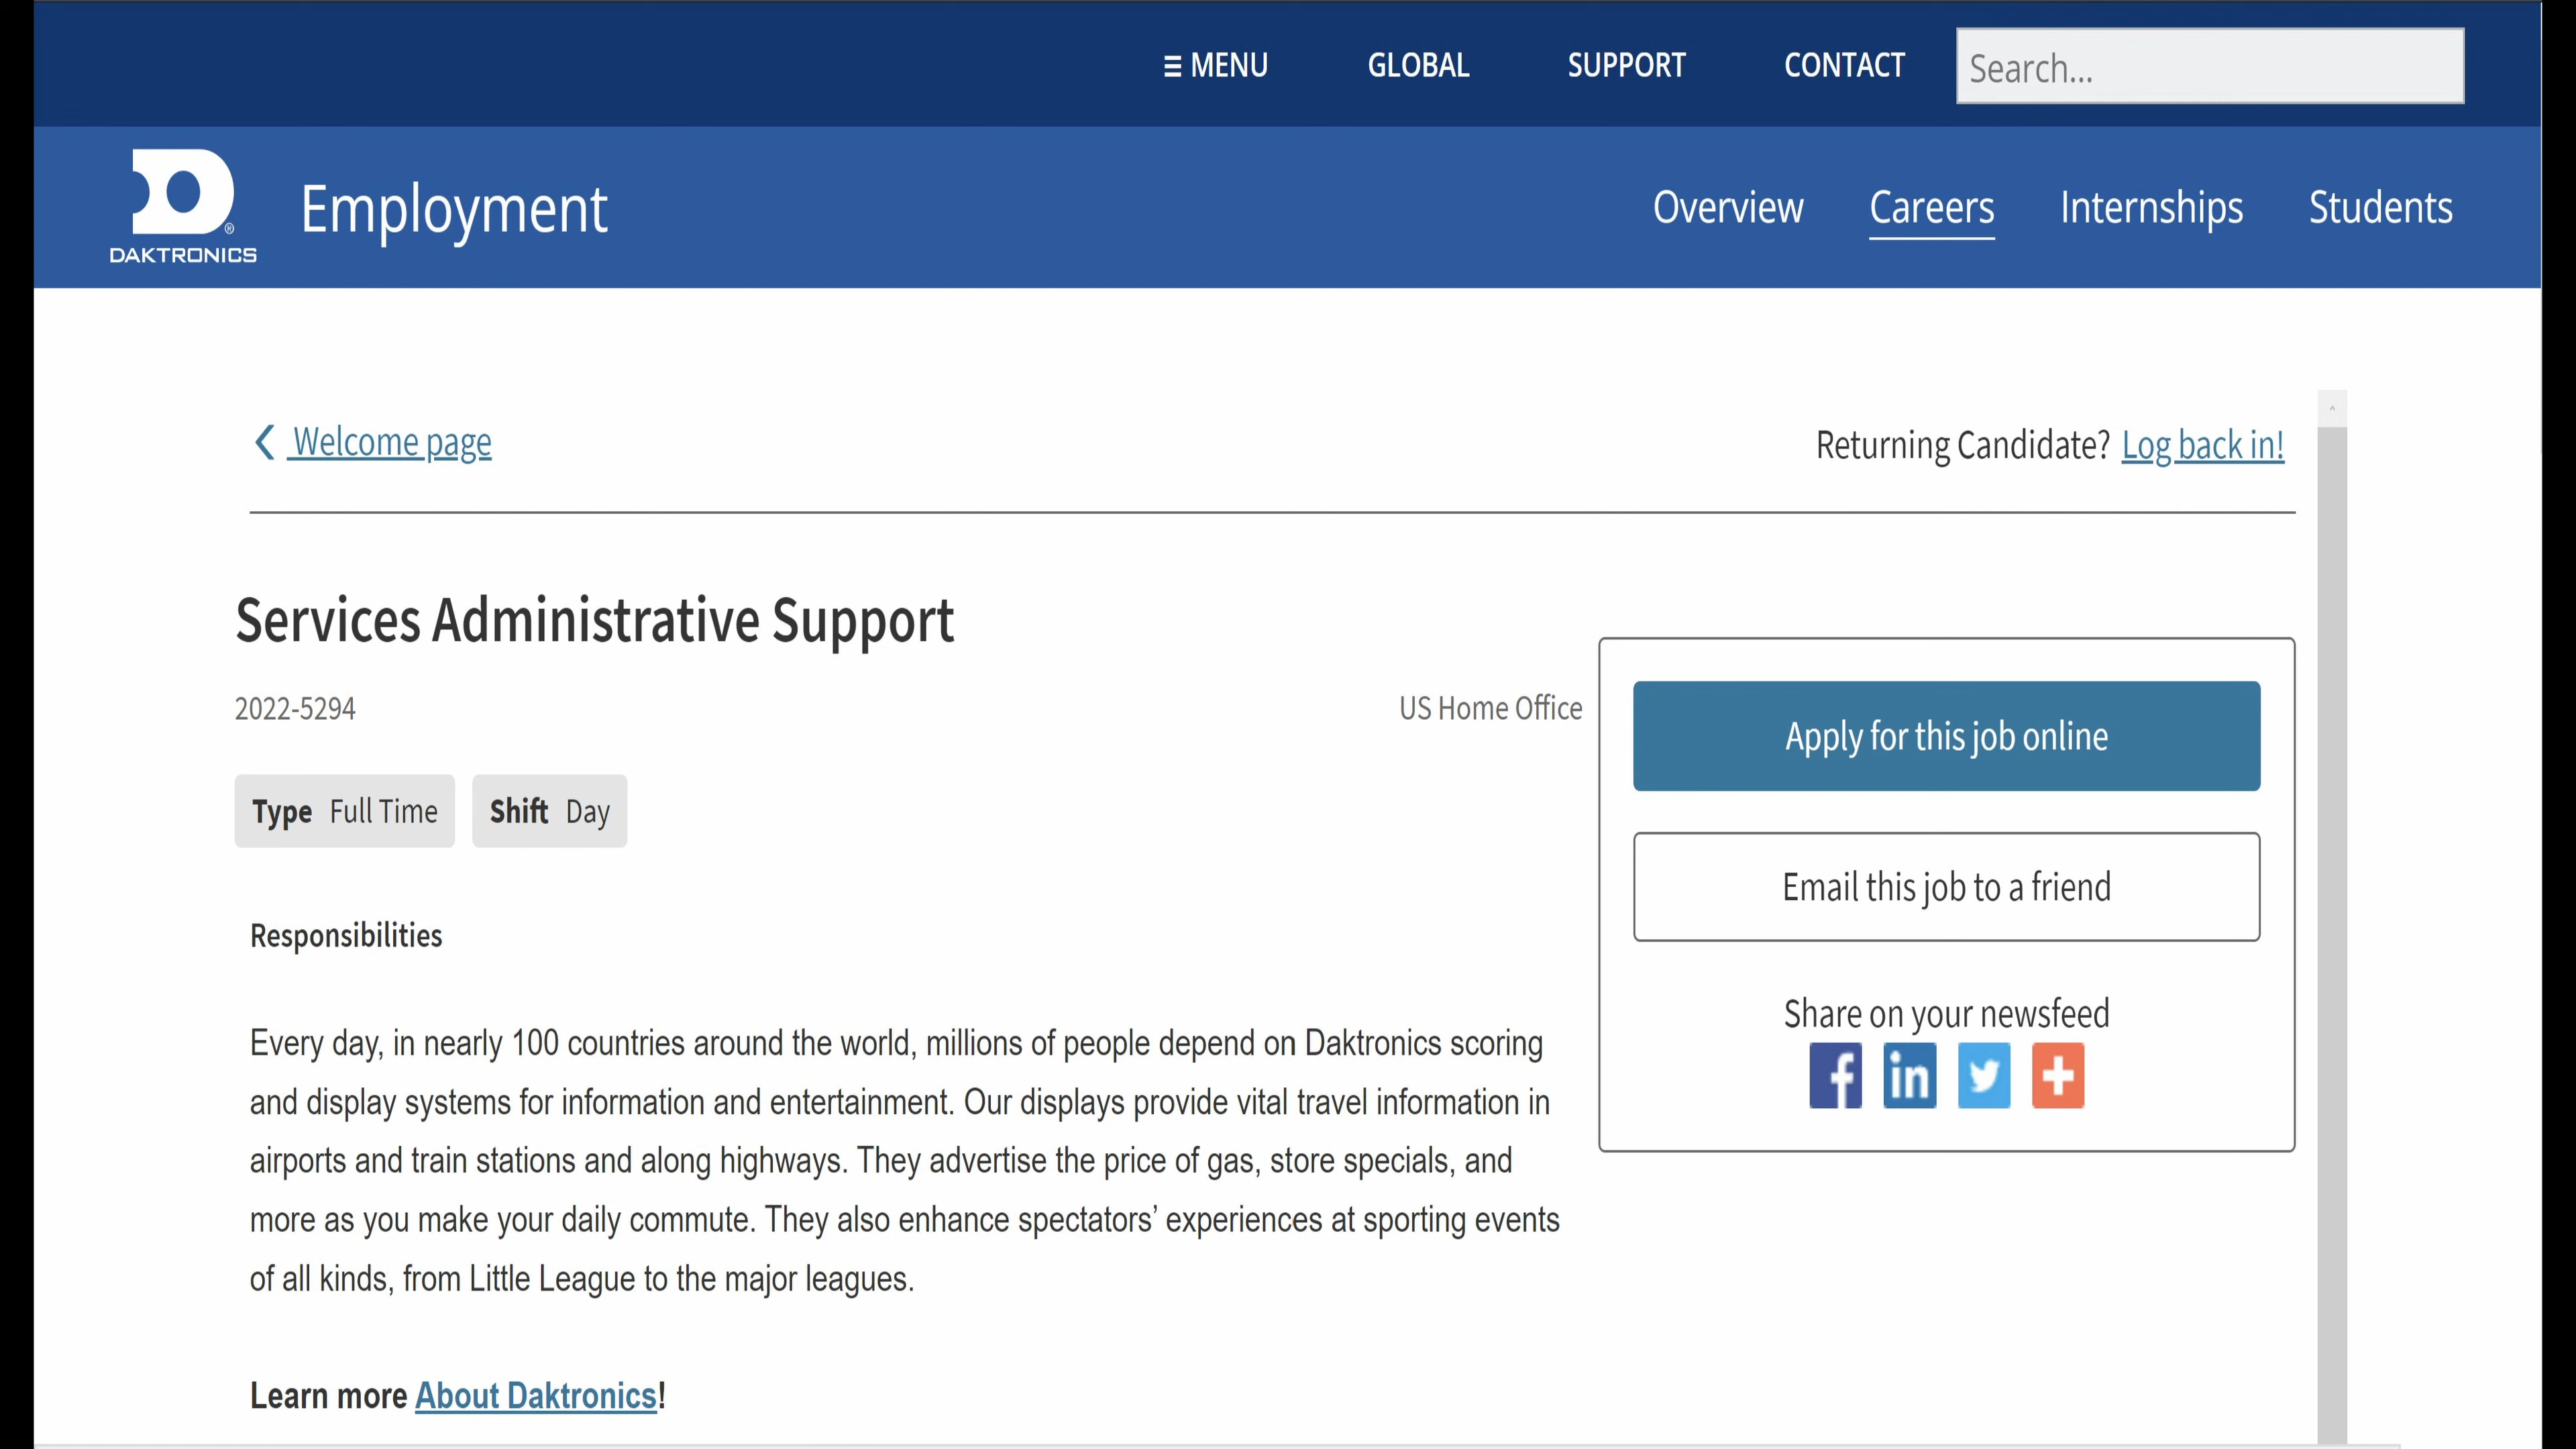 ☰ MENU GLOBAL SUPPORT CONTACT Search...
DAKTRONICS
®
Employment
Overview Careers Internships Students
Welcome page
Returning Candidate? Log back in!
Services Administrative Support
2022-5294
US Home Office
Type Full Time Shift Day
Apply for this job online
Email this job to a friend
Share on your newsfeed
f in
Responsibilities
Every day, in nearly 100 countries around the world, millions of people depend on Daktronics scoring
and display systems for information and entertainment. Our displays provide vital travel information in
airports and train stations and along highways. They advertise the price of gas, store specials, and
more as you make your daily commute. They also enhance spectators’ experiences at sporting events
of all kinds, from Little League to the major leagues.
Learn more About Daktronics!